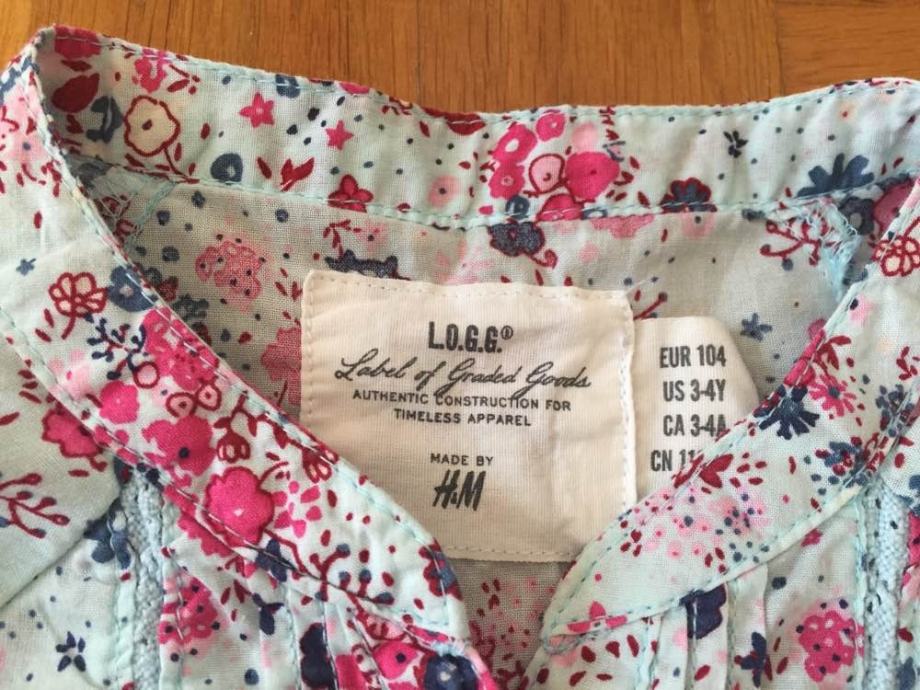 L.O.G.G.®
Label of Graded Goods
AUTHENTIC CONSTRUCTION FOR
TIMELESS APPAREL
MADE BY
H&M
EUR 104
US 3-4Y
CA 3-4A
CN